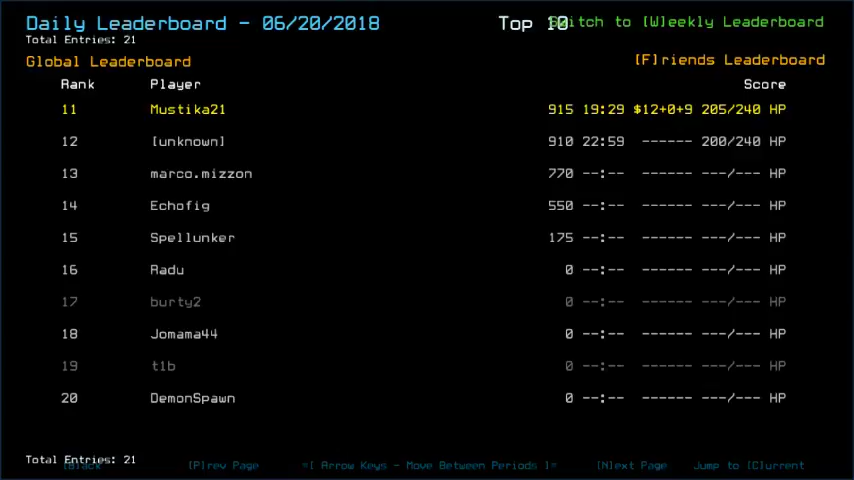 Daily Leaderboard - 06/20/2018 Top 10 Switch to [W]eekly Leaderboard
Total Entries: 21
Global Leaderboard [F]riends Leaderboard
Rank Player Score
11 Mustika21 915 19:29 $12+0+9 205/240 HP
12 [unknown] 910 22:59 ------ 200/240 HP
13 marco.mizzon 770 --:-- ------ ---/--- HP
14 Echofig 550 --:-- ------ ---/--- HP
15 Spellunker 175 --:-- ------ ---/--- HP
16 Radu 0 --:-- ------ ---/--- HP
17 burty2 0 --:-- ------ ---/--- HP
18 Jomama44 0 --:-- ------ ---/--- HP
19 t1b 0 --:-- ------ ---/--- HP
20 DemonSpawn 0 --:-- ------ ---/--- HP
Total Entries: 21
[B]ack [P]rev Page =[ Arrow Keys - Move Between Periods ]= [N]ext Page Jump to [C]urrent